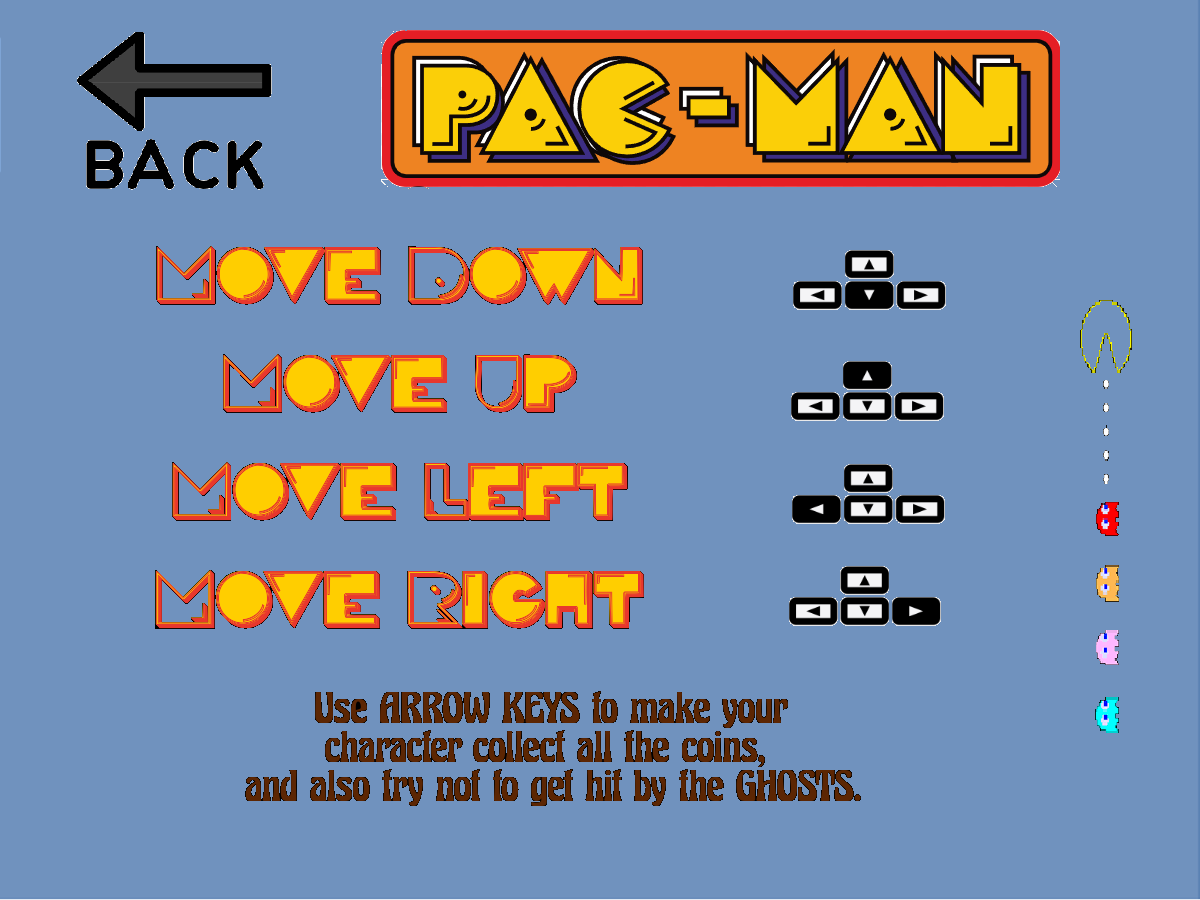 BACK
PAC-MAN
MOVE DOWN
MOVE UP
MOVE LEFT
MOVE RIGHT
Use ARROW KEYS to make your
character collect all the coins,
and also try not to get hit by the GHOSTS.